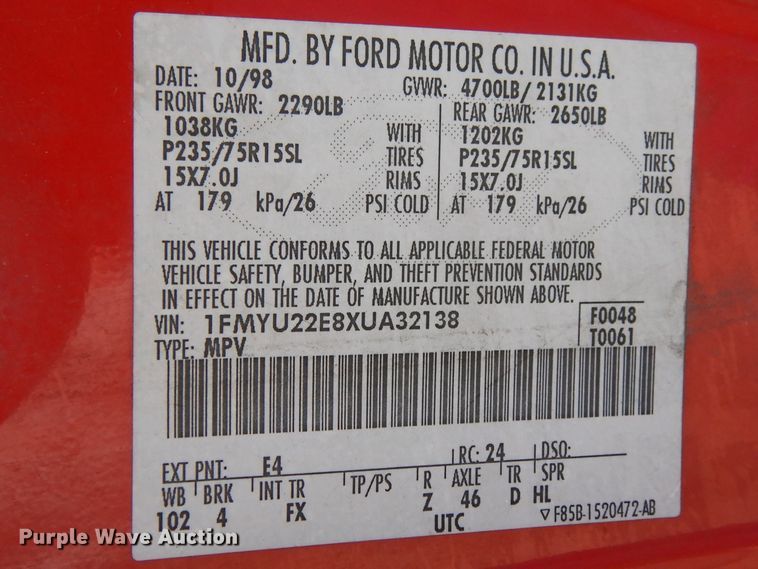 MFD. BY FORD MOTOR CO. IN U.S.A.
DATE: 10/98 GVWR: 4700LB/ 2131KG
FRONT GAWR: 2290LB REAR GAWR: 2650LB
1038KG WITH 1202KG WITH
P235/75R15SL TIRES P235/75R15SL TIRES
15X7.0J RIMS 15X7.0J RIMS
AT 179 kPa/26 PSI COLD AT 179 kPa/26 PSI COLD
THIS VEHICLE CONFORMS TO ALL APPLICABLE FEDERAL MOTOR
VEHICLE SAFETY, BUMPER, AND THEFT PREVENTION STANDARDS
IN EFFECT ON THE DATE OF MANUFACTURE SHOWN ABOVE.
VIN: 1FMYU22E8XUA32138 F0048
TYPE: MPV T0061
EXT PNT: E4 RC: 24 DSO:
WB BRK INT TR TP/PS R AXLE TR SPR
102 4 FX Z 46 D HL
UTC ▽F85B-1520472-AB
Purple Wave Auction